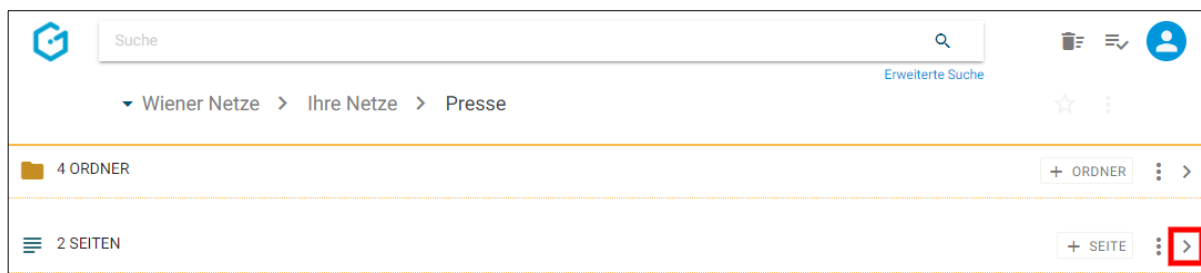 Suche
Erweiterte Suche
Wiener Netze > Ihre Netze > Presse
4 ORDNER + ORDNER
2 SEITEN + SEITE